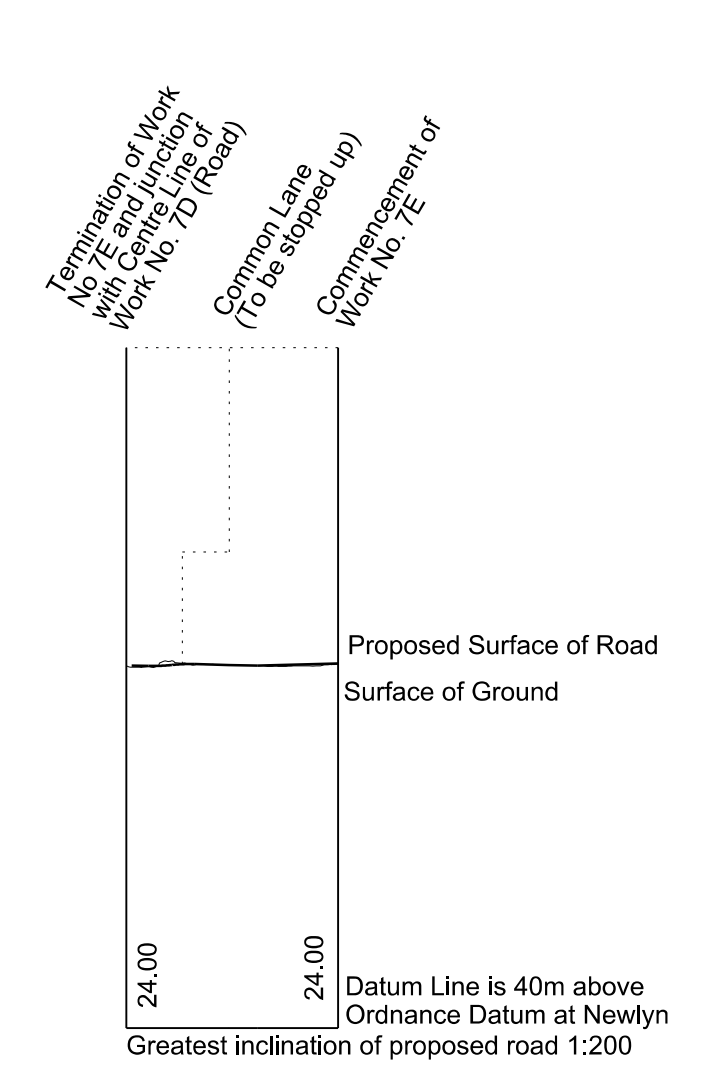 Termination of Work
No 7E and junction
with Centre Line of
Work No. 7D (Road)
Common Lane
(To be stopped up)
Commencement of
Work No. 7E
Proposed Surface of Road
Surface of Ground
24.00
24.00
Datum Line is 40m above
Ordnance Datum at Newlyn
Greatest inclination of proposed road 1:200